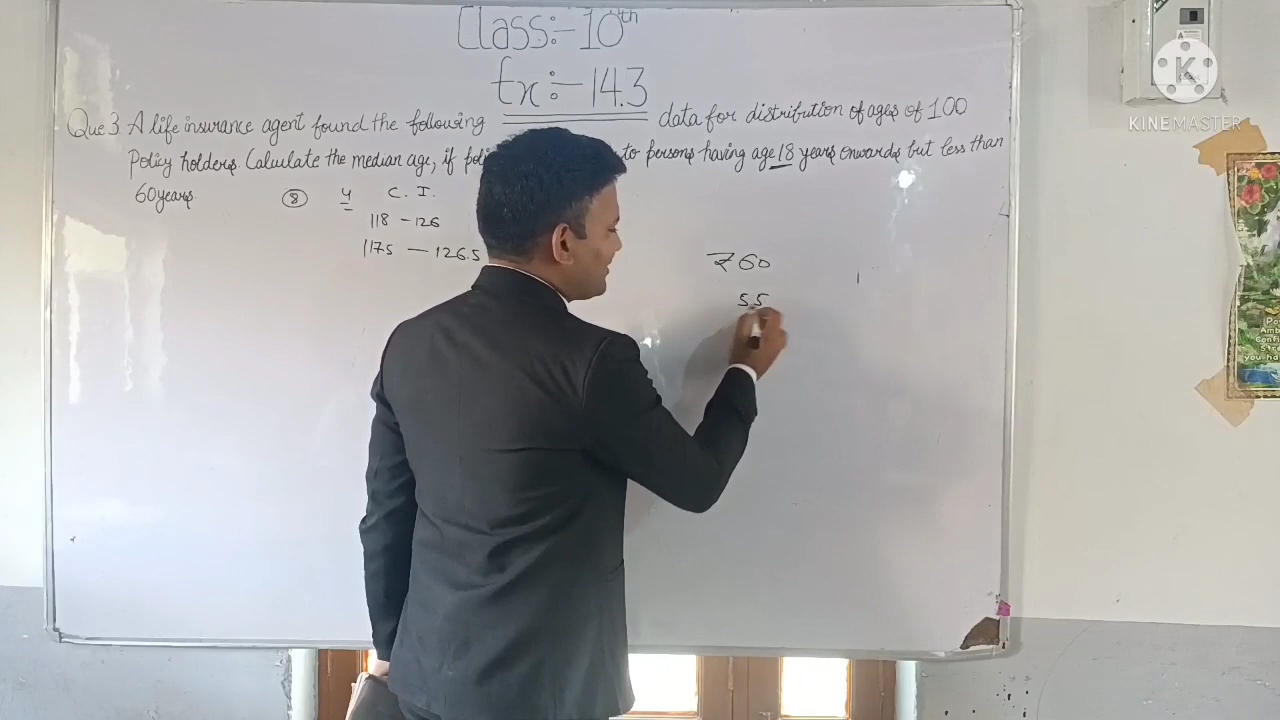 Class:- 10th
Ex:- 14.3
Que 3 A life insurance agent found the following data for distribution of ages of 100
Policy holders Calculate the median age, if to persons having age 18 years onwards but less than
60 years
8 4 C. I.
118 - 126
117.5 — 126.5
₹60
55
K
KINEMASTER